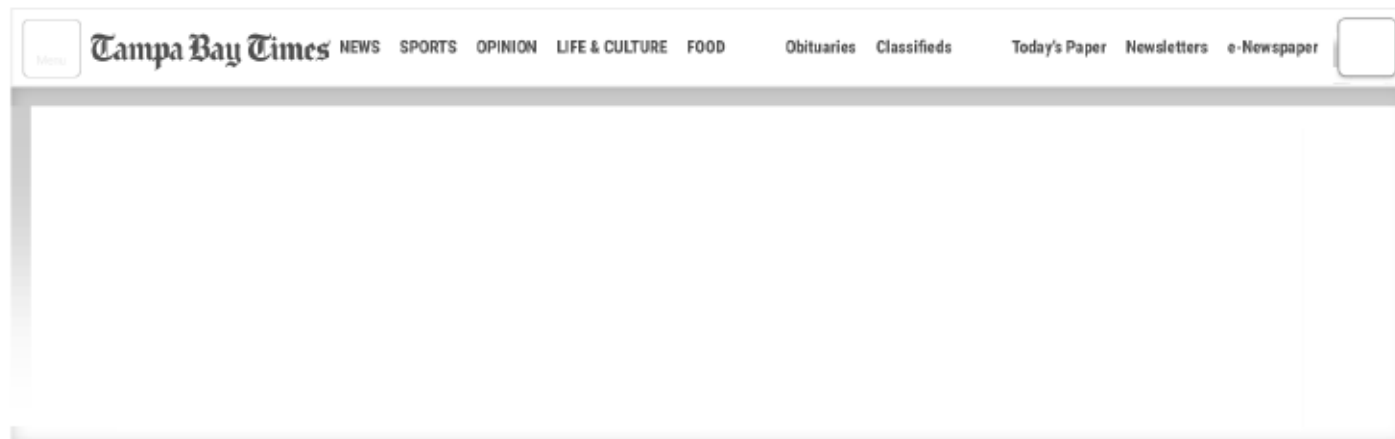 Menu Tampa Bay Times NEWS SPORTS OPINION LIFE & CULTURE FOOD Obituaries Classifieds Today's Paper Newsletters e-Newspaper